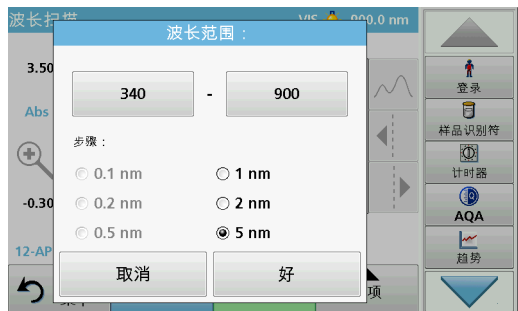 波长扫描 VIS 900.0 nm
波长范围：
3.50
340 - 900
登录
Abs
样品识别符
步骤：
0.1 nm 1 nm
计时器
-0.30
0.2 nm 2 nm
AQA
0.5 nm 5 nm
12-AP
趋势
取消 好
项